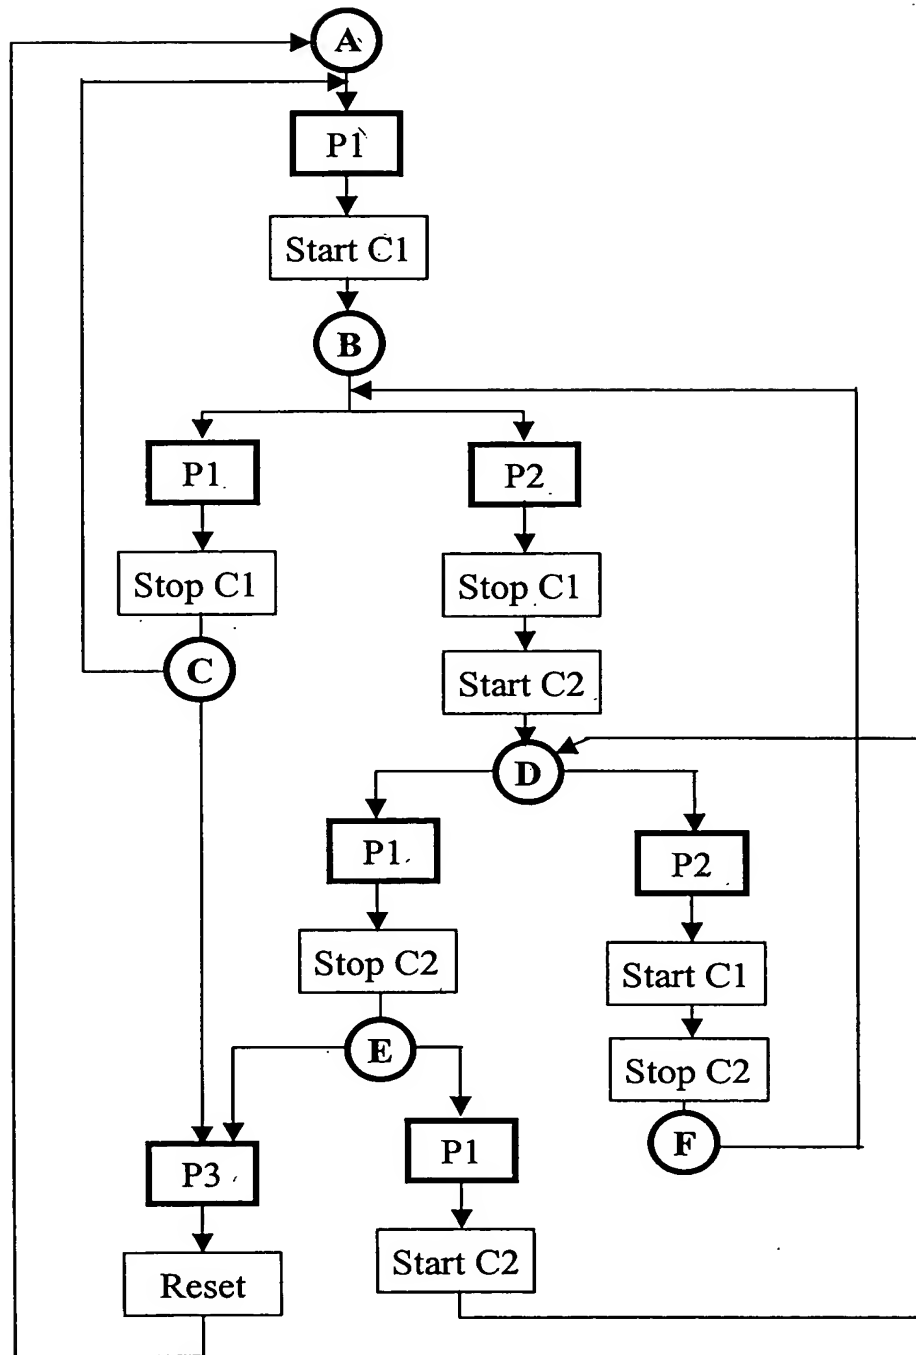 A
P1
Start C1
B
P1
P2
Stop C1
Stop C1
C
Start C2
D
P1
P2
Stop C2
Start C1
E
Stop C2
P3
P1
F
Reset
Start C2